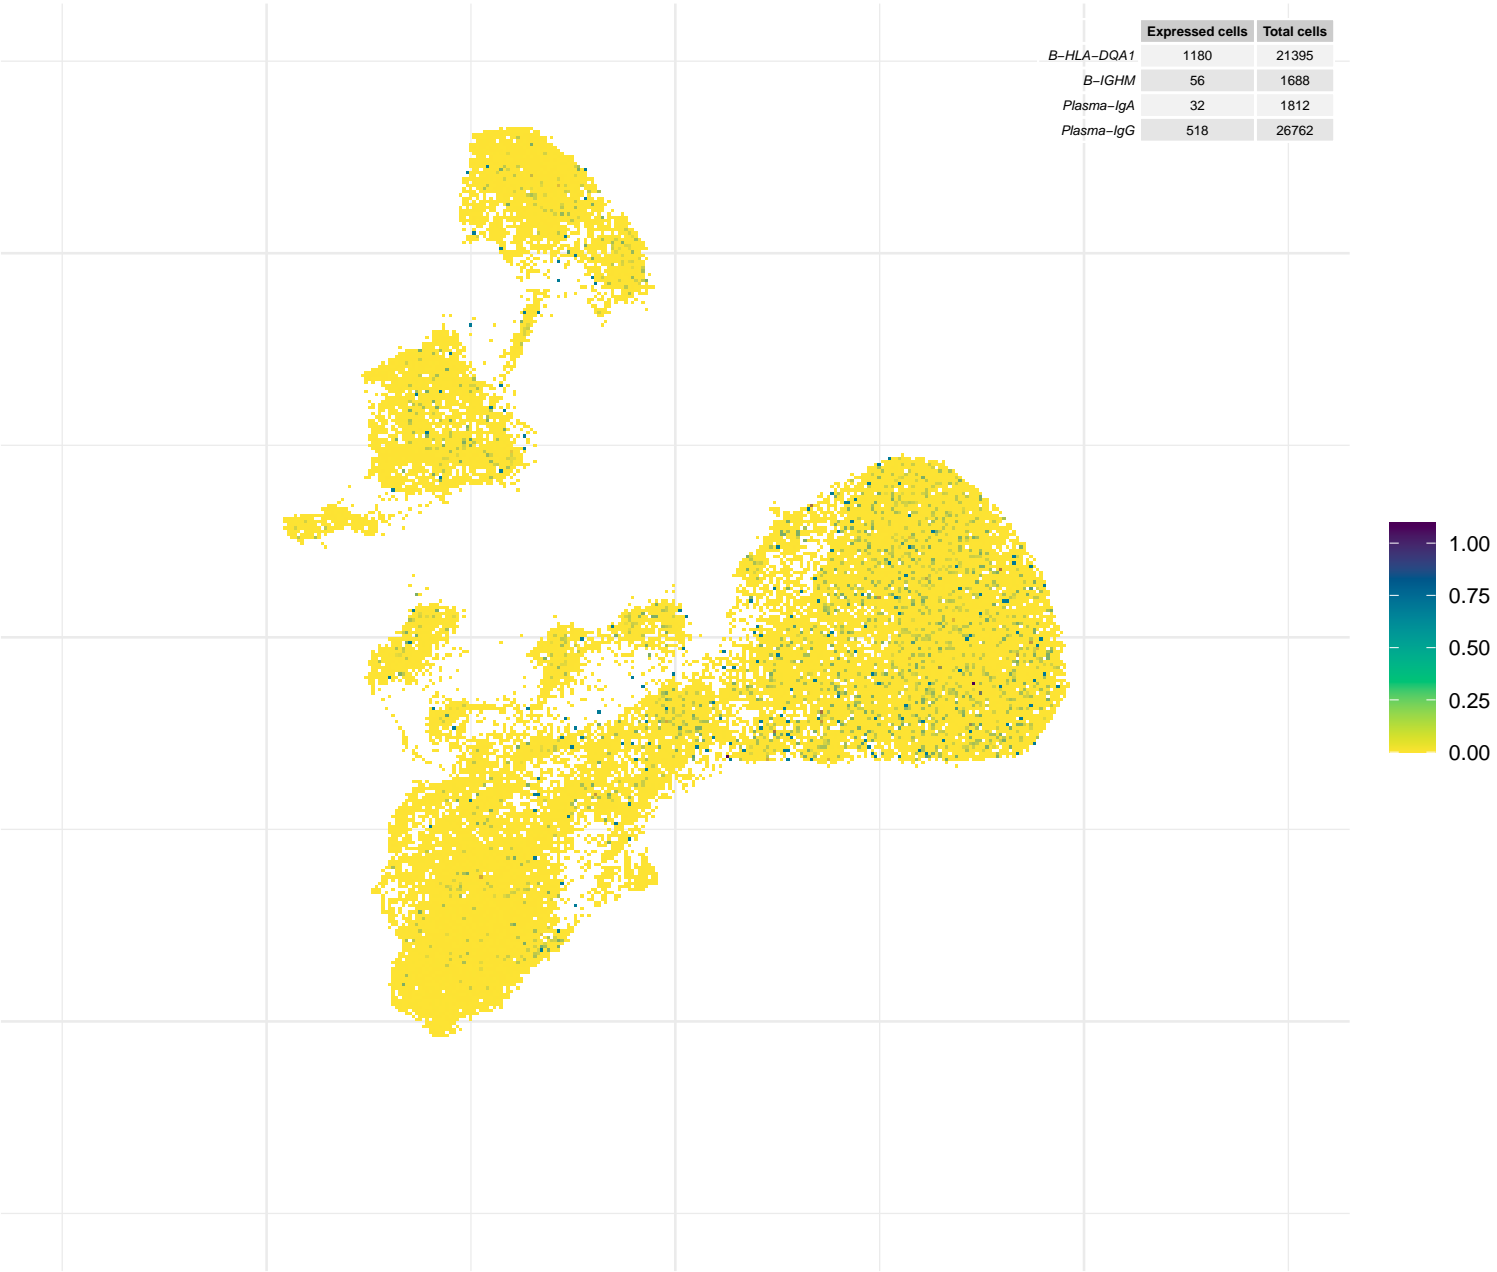 Expressed cells Total cells
B−HLA−DQA1 1180 21395
B−IGHM 56 1688
Plasma−IgA 32 1812
Plasma−IgG 518 26762
1.00
0.75
0.50
0.25
0.00